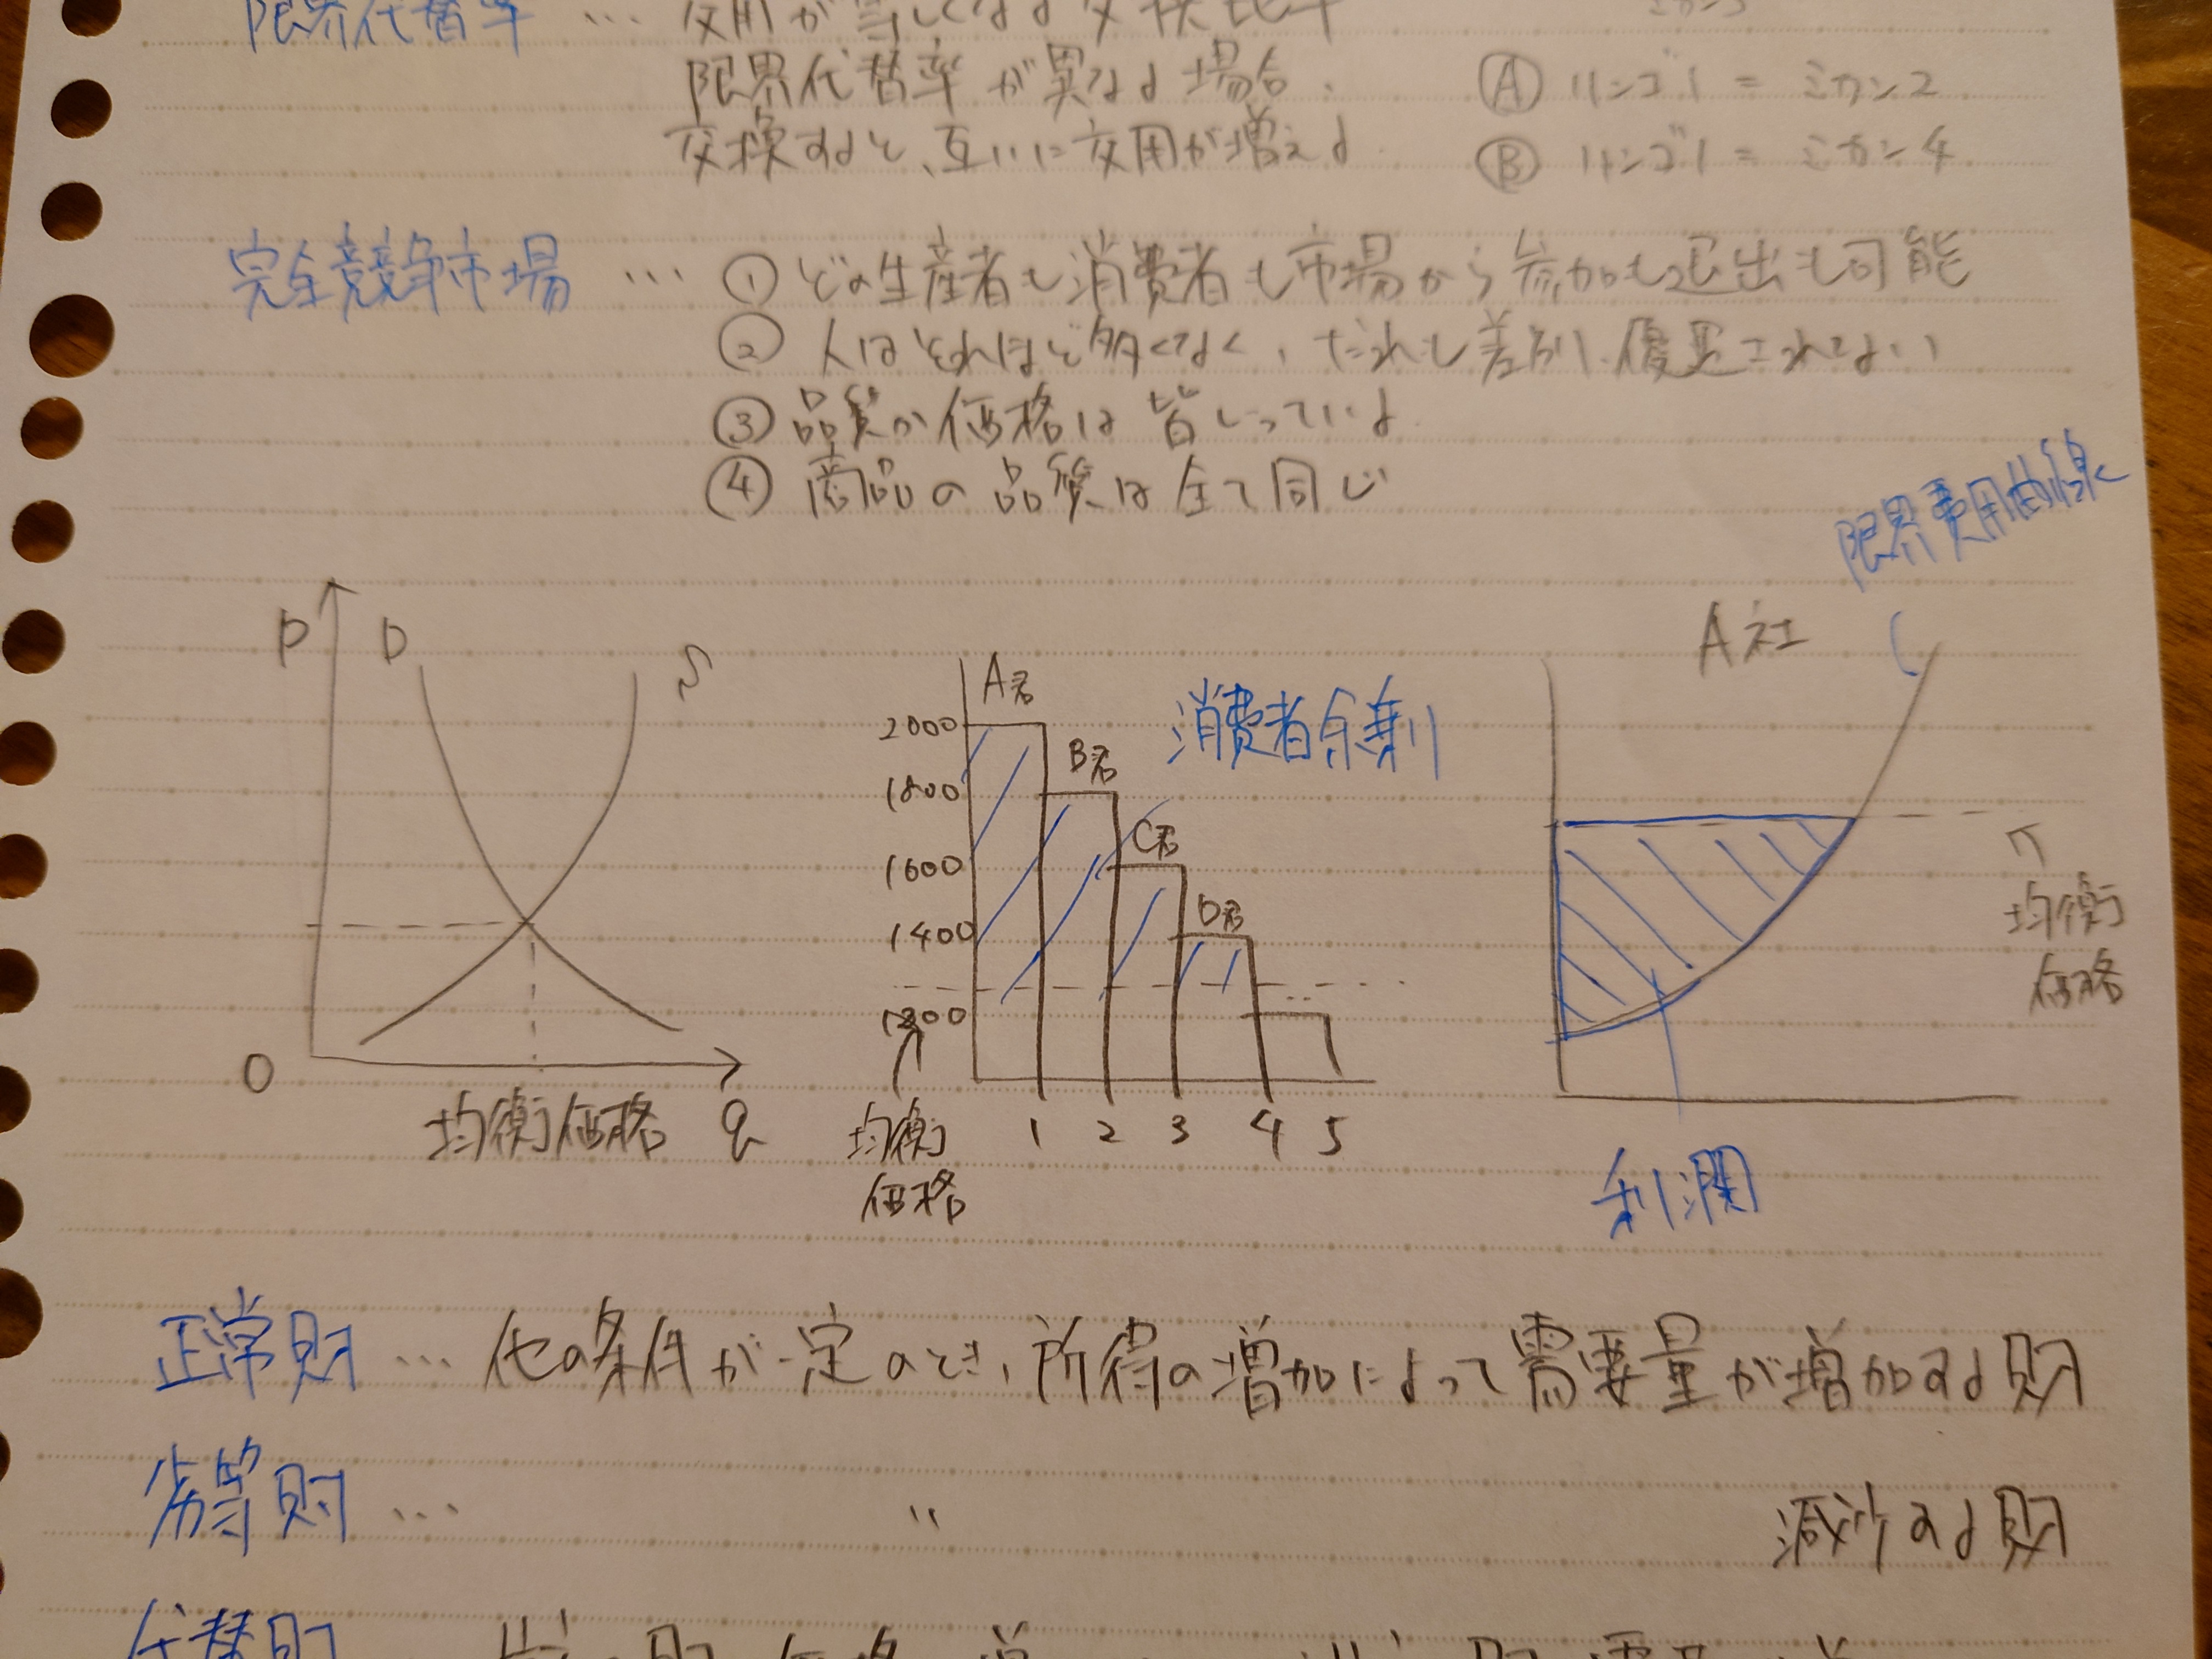 限界代替率 … 効用が等しくなる交換比率
限界代替率が異なる場合、
交換すると、互いに効用が増える
Ⓐ リンゴ1 = ミカン2
Ⓑ リンゴ1 = ミカン4
完全競争市場 … ① どの生産者も消費者も市場から参加も退出も可能
② 人はそれほど多くなく、だれも差別、優遇されない
③ 品質か価格は皆しっている
④ 商品の品質は全て同じ
P D S
O 均衡価格 q
消費者余剰
A君
B君
C君
D君
2000
1800
1600
1400
1200
均衡
価格
1 2 3 4 5
限界費用曲線
A社
均衡
価格
利潤
正常財 … 他の条件が一定のとき、所得の増加によって需要量が増加する財
劣等財 … 〃 減少する財
代替財